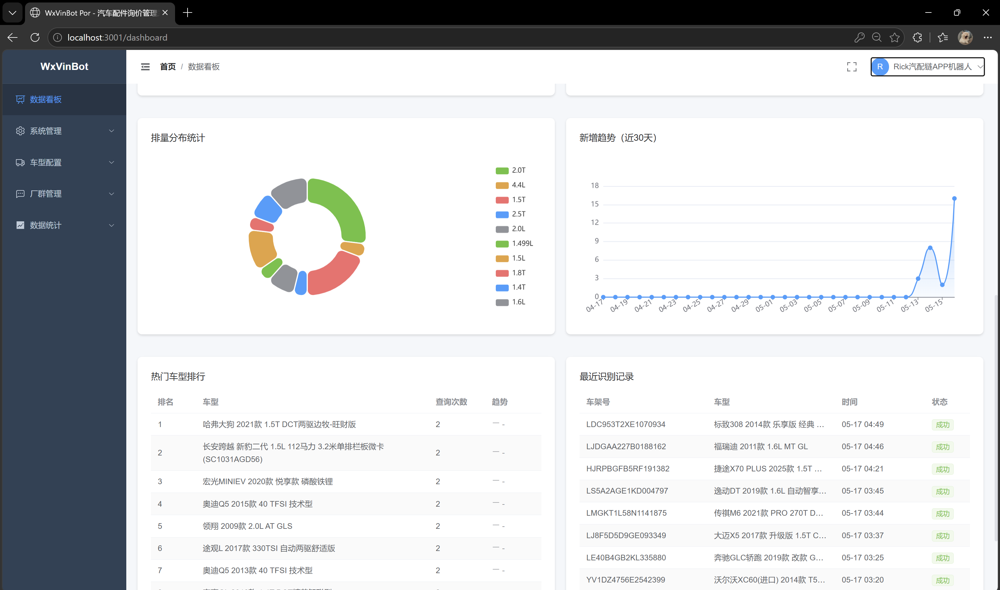 WxVinBot Por - 汽车配件询价管理
localhost:3001/dashboard
WxVinBot
首页 / 数据看板
R Rick汽配链APP机器人
数据看板
系统管理
车型配置
厂群管理
数据统计
排量分布统计
2.0T
4.4L
1.5T
2.5T
2.0L
1.499L
1.5L
1.8T
1.4T
1.6L
新增趋势（近30天）
18
15
12
9
6
3
0
04-17 04-19 04-21 04-23 04-25 04-27 04-29 05-01 05-03 05-05 05-07 05-09 05-11 05-13 05-15
热门车型排行
排名 车型 查询次数 趋势
1 哈弗大狗 2021款 1.5T DCT两驱边牧-旺财版 2 — -
2 长安跨越 新豹二代 1.5L 112马力 3.2米单排栏板微卡
(SC1031AGD56) 2 — -
3 宏光MINIEV 2020款 悦享款 磷酸铁锂 2 — -
4 奥迪Q5 2015款 40 TFSI 技术型 2 — -
5 领翔 2009款 2.0L AT GLS 2 — -
6 途观L 2017款 330TSI 自动两驱舒适版 2 — -
7 奥迪Q5 2013款 40 TFSI 技术型 2 — -
最近识别记录
车架号 车型 时间 状态
LDC953T2XE1070934 标致308 2014款 乐享版 经典 … 05-17 04:49 成功
LJDGAA227B0188162 福瑞迪 2011款 1.6L MT GL 05-17 04:46 成功
HJRPBGFB5RF191382 捷途X70 PLUS 2025款 1.5T … 05-17 04:21 成功
LS5A2AGE1KD004797 逸动DT 2019款 1.6L 自动智享… 05-17 03:45 成功
LMGKT1L58N1141875 传祺M6 2021款 PRO 270T D… 05-17 03:44 成功
LJ8F5D5D9GE093349 大迈X5 2017款 升级版 1.5T C… 05-17 03:37 成功
LE40B4GB2KL335880 奔驰GLC轿跑 2019款 改款 G… 05-17 03:25 成功
YV1DZ4756E2542399 沃尔沃XC60(进口) 2014款 T5… 05-17 03:20 成功